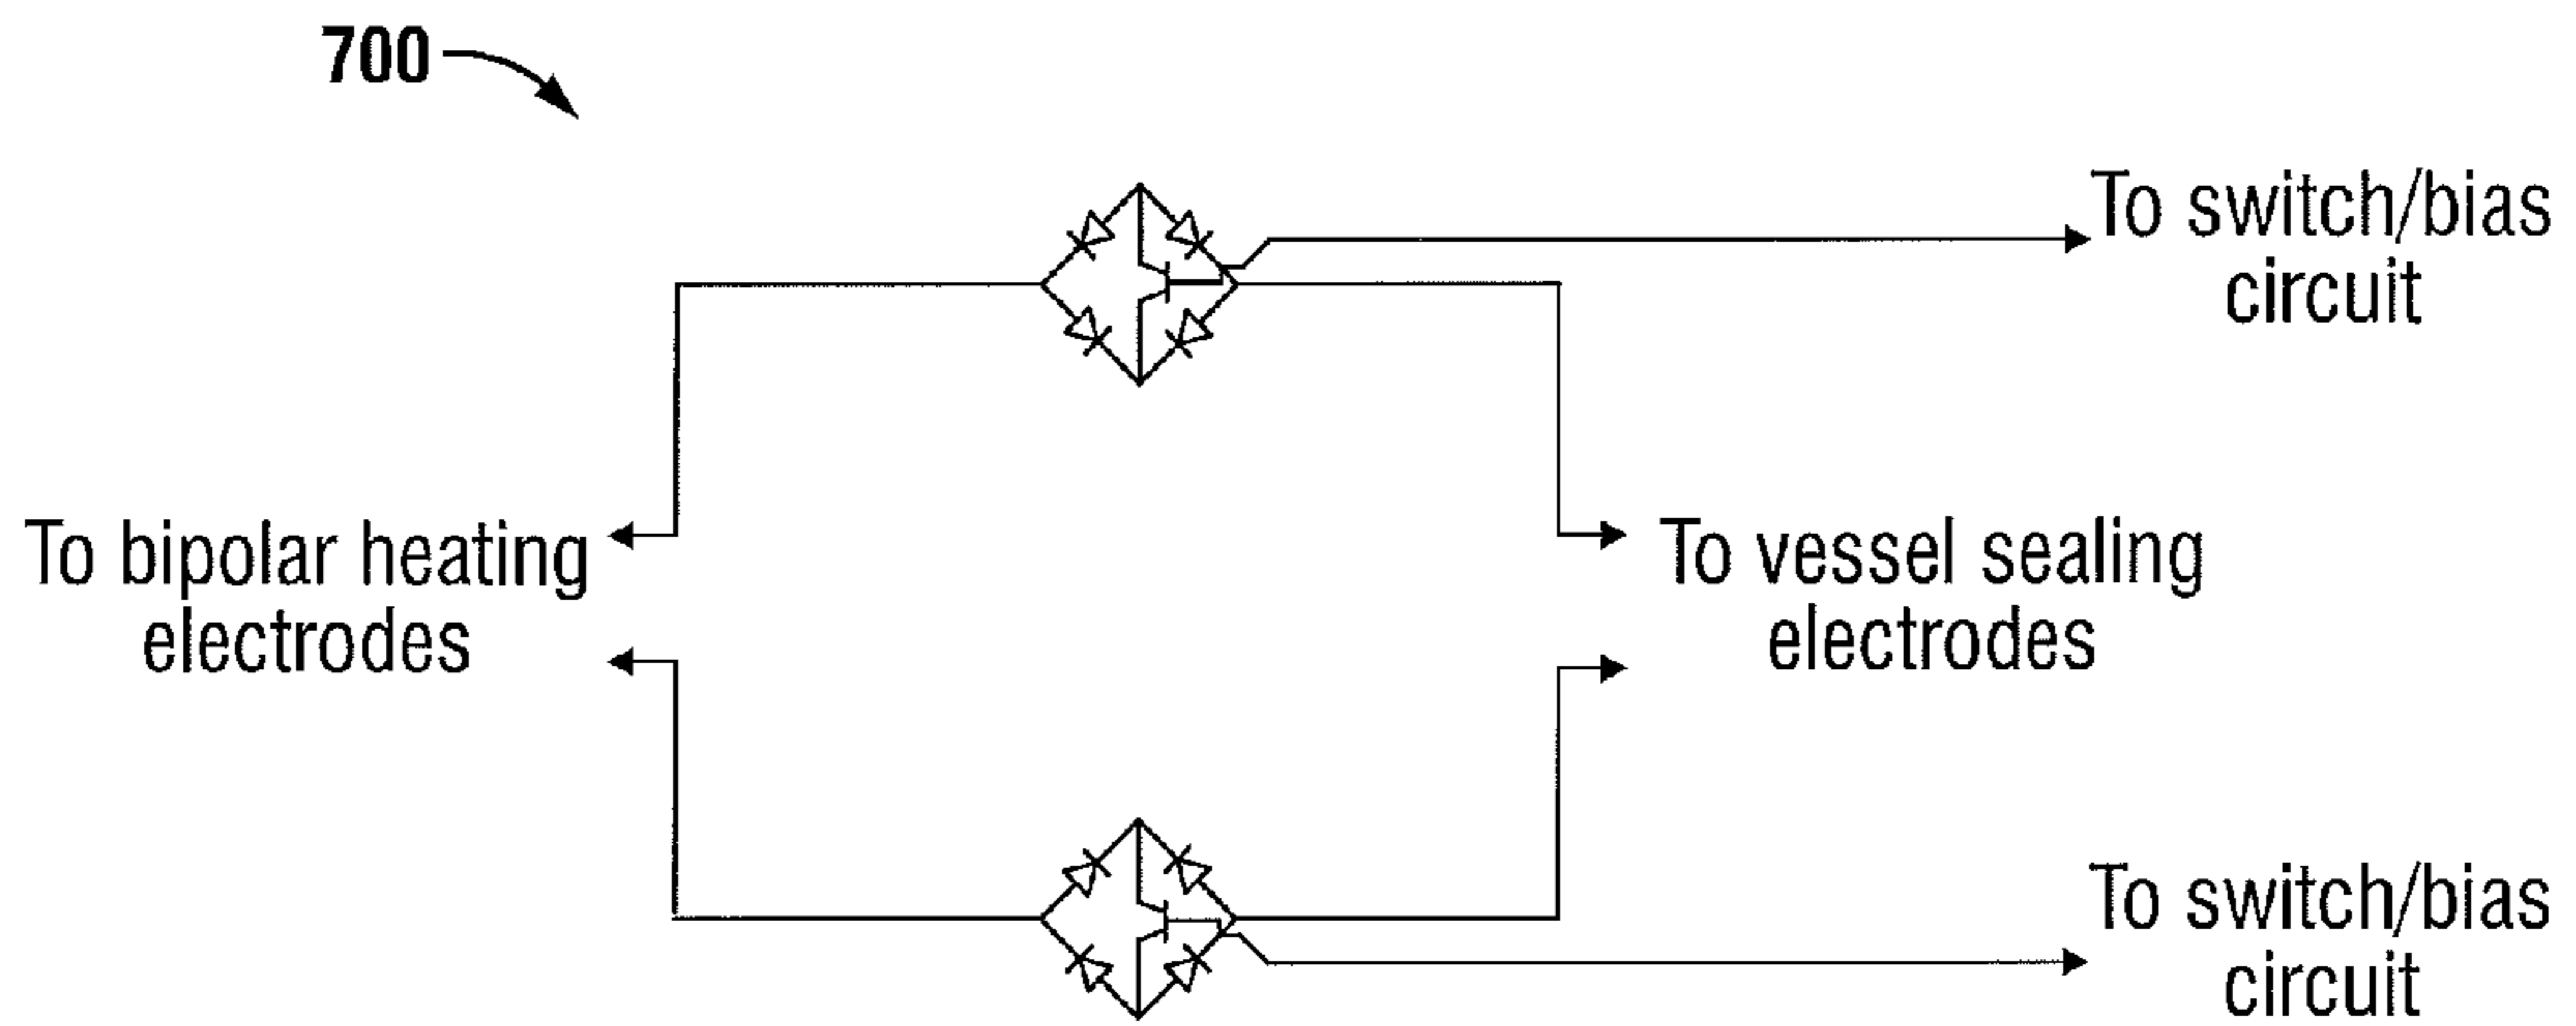 700
To switch/bias
circuit
To bipolar heating
electrodes
To vessel sealing
electrodes
To switch/bias
circuit